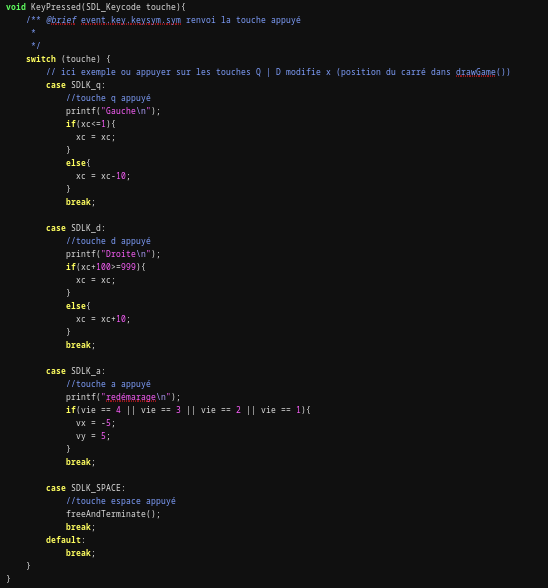 void KeyPressed(SDL_Keycode touche){
    /** @brief event.key.keysym.sym renvoi la touche appuyé
     *
     */
    switch (touche) {
        // ici exemple ou appuyer sur les touches Q | D modifie x (position du carré dans drawGame())
        case SDLK_q:
            //touche q appuyé
            printf("Gauche\n");
            if(xc<=1){
              xc = xc;
            }
            else{
              xc = xc-10;
            }
            break;

        case SDLK_d:
            //touche d appuyé
            printf("Droite\n");
            if(xc+100>=999){
              xc = xc;
            }
            else{
              xc = xc+10;
            }
            break;

        case SDLK_a:
            //touche a appuyé
            printf("redémarage\n");
            if(vie == 4 || vie == 3 || vie == 2 || vie == 1){
              vx = -5;
              vy = 5;
            }
            break;

        case SDLK_SPACE:
            //touche espace appuyé
            freeAndTerminate();
            break;
        default:
            break;
    }
}